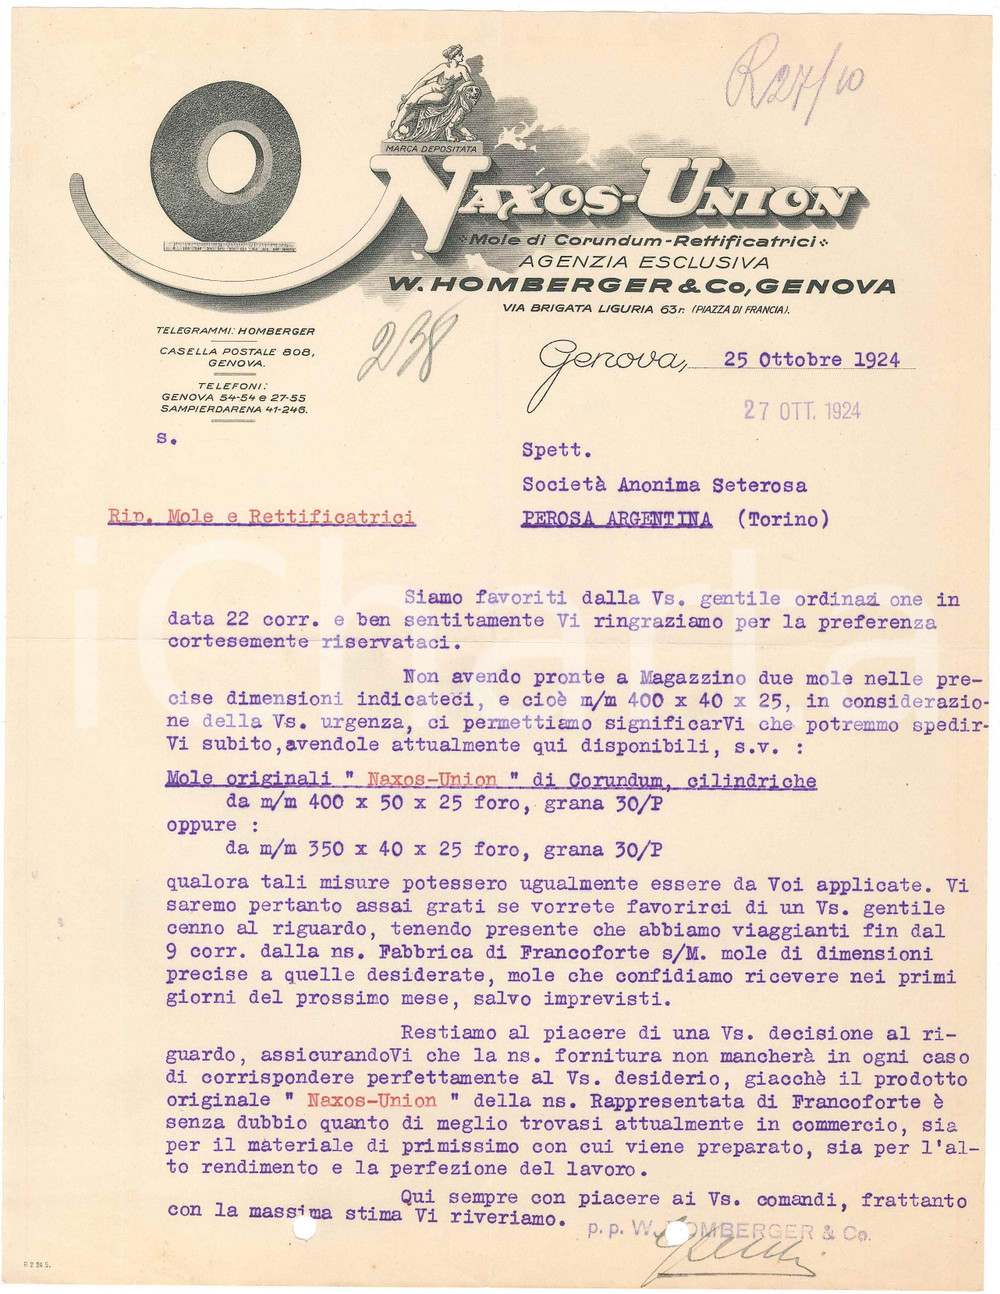 R27/10
MARCA DEPOSITATA
NAXOS-UNION
Mole di Corundum-Rettificatrici
AGENZIA ESCLUSIVA
W. HOMBERGER & Co, GENOVA
VIA BRIGATA LIGURIA 63r. (PIAZZA DI FRANCIA).
TELEGRAMMI: HOMBERGER
CASELLA POSTALE 808,
GENOVA.
TELEFONI:
GENOVA 54-54 e 27-55
SAMPIERDARENA 41-246.
238
Genova, 25 Ottobre 1924
27 OTT. 1924
s.
Spett.
Società Anonima Seterosa
PEROSA ARGENTINA (Torino)
Rip. Mole e Rettificatrici
Siamo favoriti dalla Vs. gentile ordinazi one in
data 22 corr. e ben sentitamente Vi ringraziamo per la preferenza
cortesemente riservataci.
Non avendo pronte a Magazzino due mole nelle pre-
cise dimensioni indicateci, e cioè m/m 400 x 40 x 25, in considerazio-
ne della Vs. urgenza, ci permettiamo significarVi che potremmo spedir-
Vi subito,avendole attualmente qui disponibili, s.v. :
Mole originali " Naxos-Union " di Corundum, cilindriche
da m/m 400 x 50 x 25 foro, grana 30/P
oppure :
da m/m 350 x 40 x 25 foro, grana 30/P
qualora tali misure potessero ugualmente essere da Voi applicate. Vi
saremo pertanto assai grati se vorrete favorirci di un Vs. gentile
cenno al riguardo, tenendo presente che abbiamo viaggianti fin dal
9 corr. dalla ns. Fabbrica di Francoforte s/M. mole di dimensioni
precise a quelle desiderate, mole che confidiamo ricevere nei primi
giorni del prossimo mese, salvo imprevisti.
Restiamo al piacere di una Vs. decisione al ri-
guardo, assicurandoVi che la ns. fornitura non mancherà in ogni caso
di corrispondere perfettamente al Vs. desiderio, giacchè il prodotto
originale " Naxos-Union " della ns. Rappresentata di Francoforte è
senza dubbio quanto di meglio trovasi attualmente in commercio, sia
per il materiale di primissimo con cui viene preparato, sia per l'al-
to rendimento e la perfezione del lavoro.
Qui sempre con piacere ai Vs. comandi, frattanto
con la massima stima Vi riveriamo.
p. p. W. HOMBERGER & Co.
R 2 24 S.
iCharta